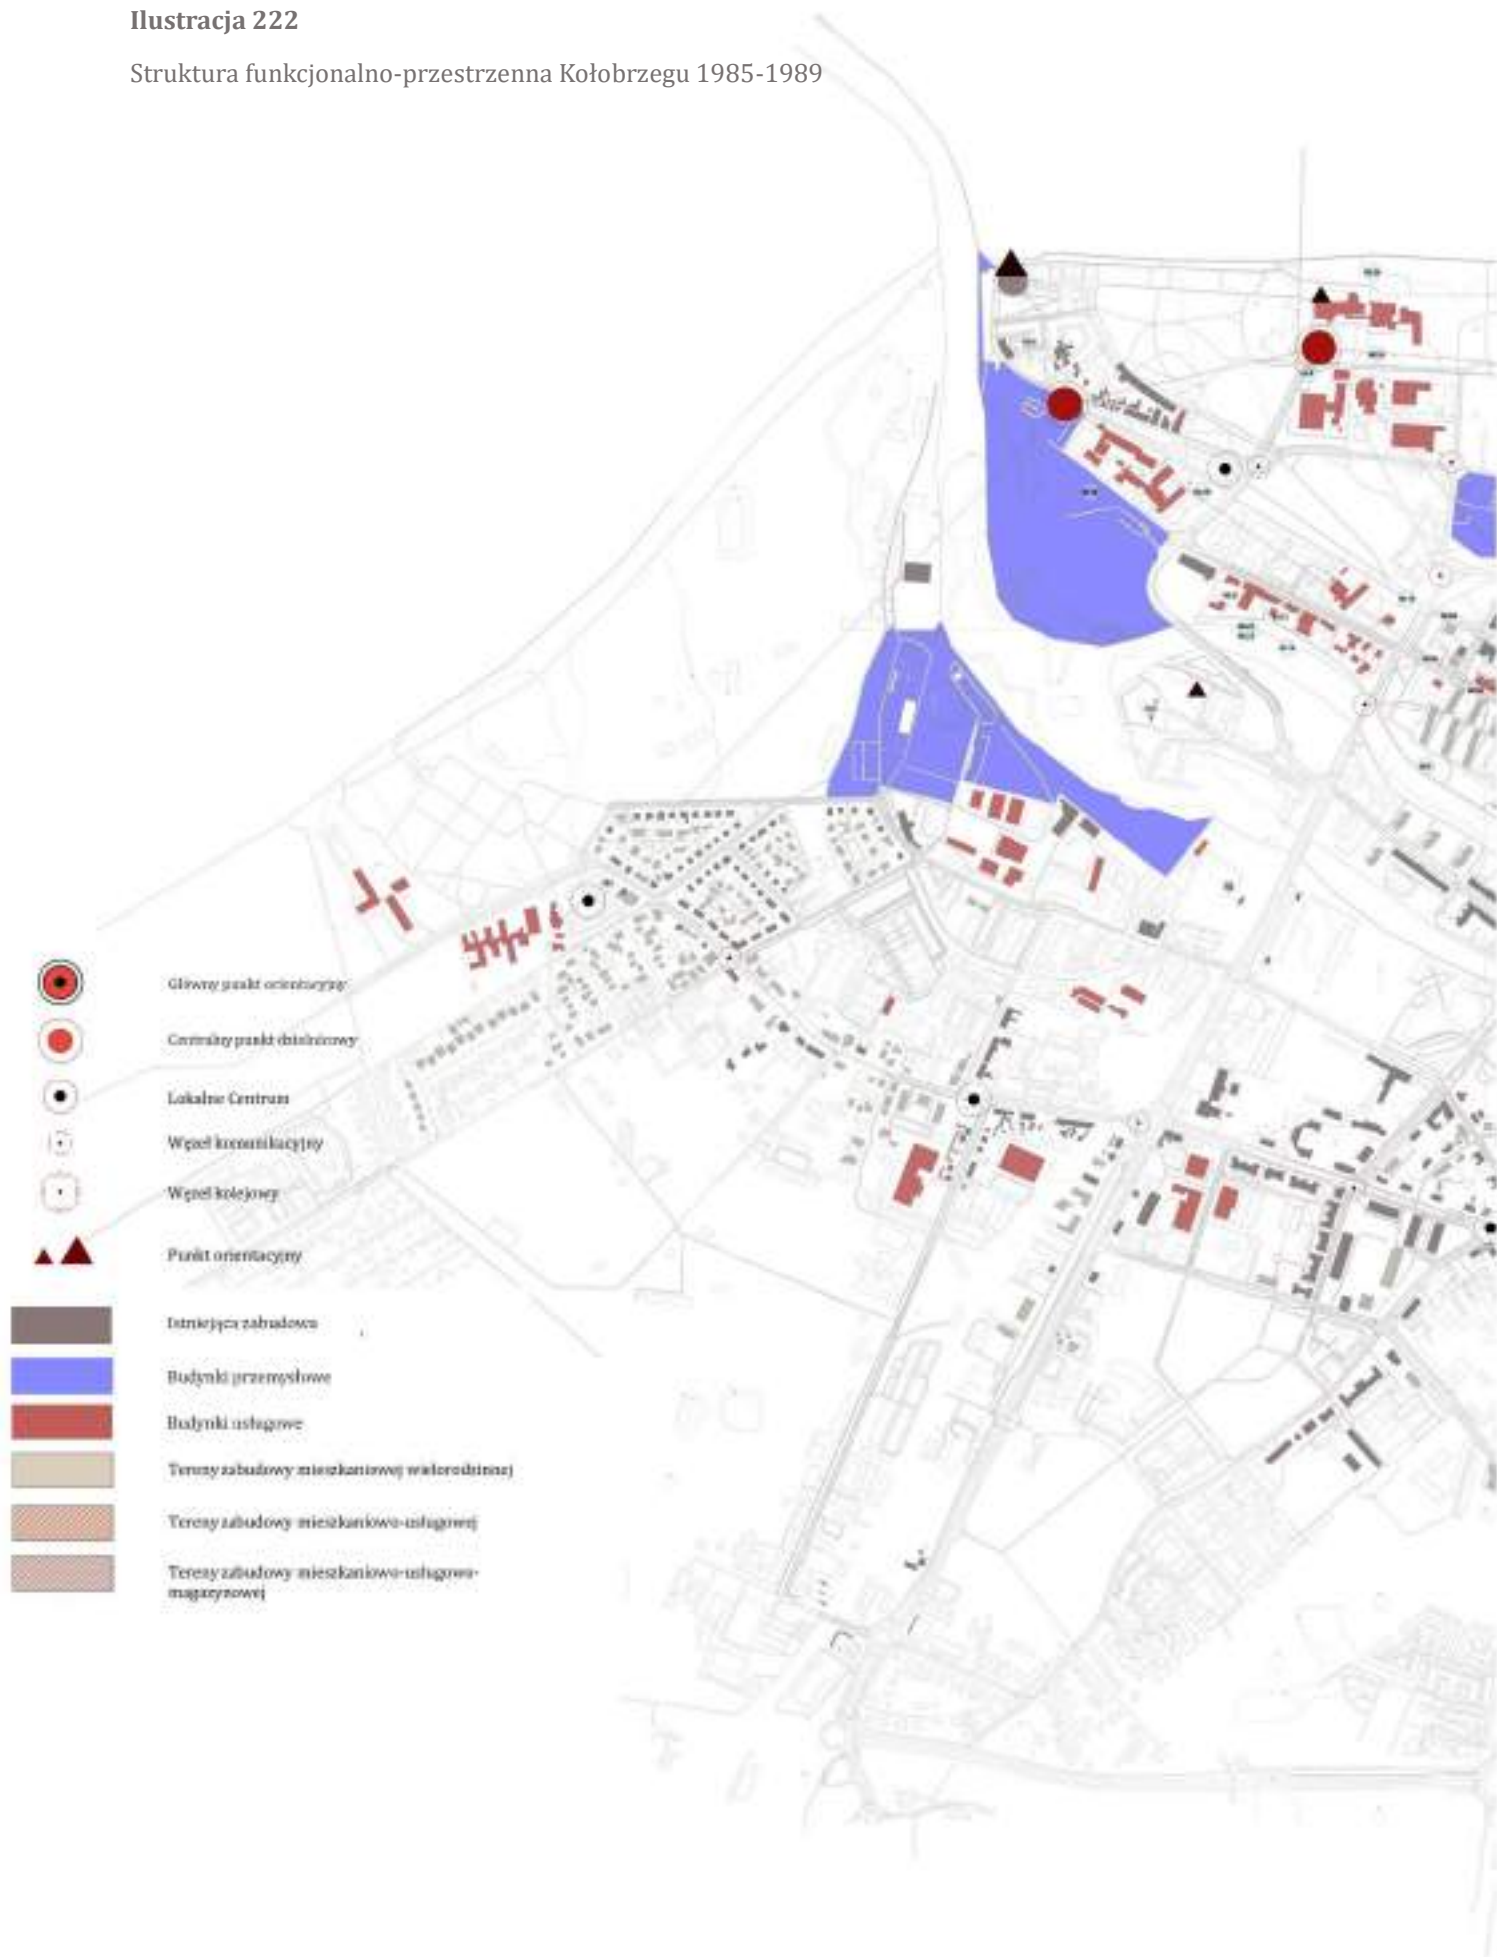 Ilustracja 222
Struktura funkcjonalno-przestrzenna Kołobrzegu 1985-1989
Główny punkt orientacyjny
Centralny punkt dzielnicowy
Lokalne Centrum
Węzeł komunikacyjny
Węzeł kolejowy
Punkt orientacyjny
Istniejąca zabudowa
Budynki przemysłowe
Budynki usługowe
Tereny zabudowy mieszkaniowej wielorodzinnej
Tereny zabudowy mieszkaniowo-usługowej
Tereny zabudowy mieszkaniowo-usługowo-
magazynowej